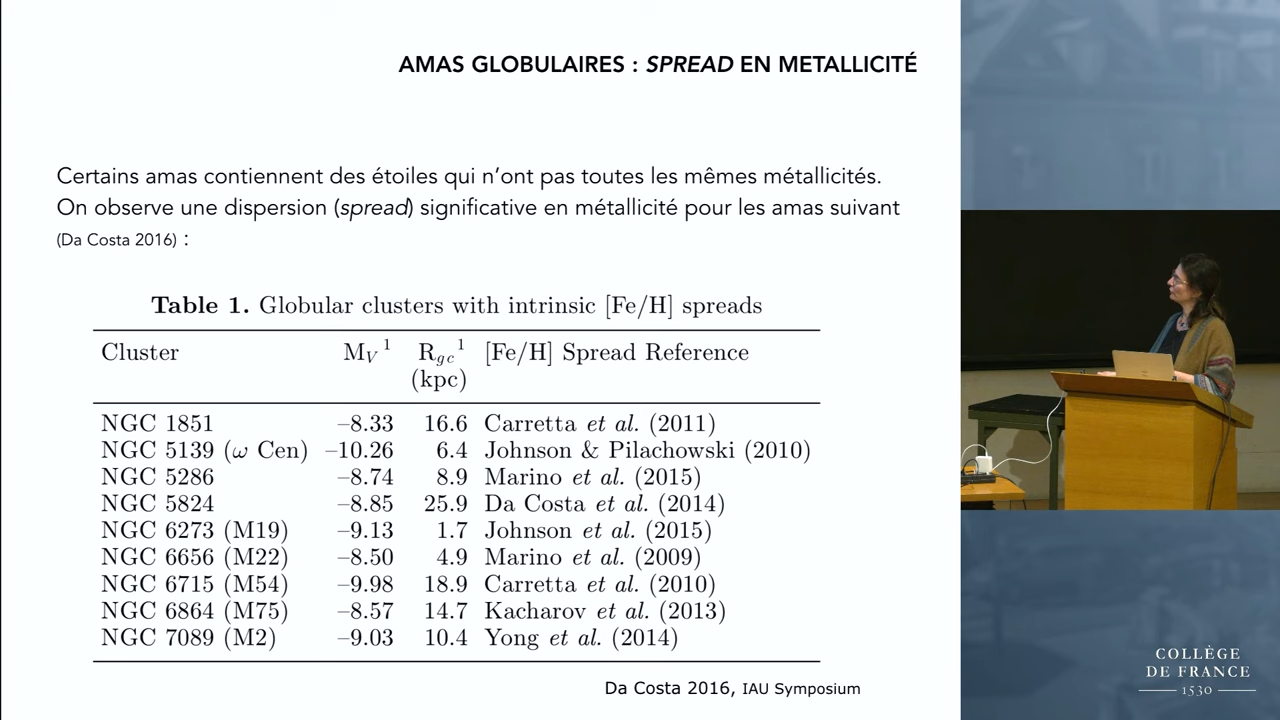 AMAS GLOBULAIRES : SPREAD EN METALLICITÉ
Certains amas contiennent des étoiles qui n'ont pas toutes les mêmes métallicités.
On observe une dispersion (spread) significative en métallicité pour les amas suivant
(Da Costa 2016) :
Table 1. Globular clusters with intrinsic [Fe/H] spreads
Cluster M_V ¹ R_gc ¹ [Fe/H] Spread Reference
(kpc)
NGC 1851 –8.33 16.6 Carretta et al. (2011)
NGC 5139 (ω Cen) –10.26 6.4 Johnson & Pilachowski (2010)
NGC 5286 –8.74 8.9 Marino et al. (2015)
NGC 5824 –8.85 25.9 Da Costa et al. (2014)
NGC 6273 (M19) –9.13 1.7 Johnson et al. (2015)
NGC 6656 (M22) –8.50 4.9 Marino et al. (2009)
NGC 6715 (M54) –9.98 18.9 Carretta et al. (2010)
NGC 6864 (M75) –8.57 14.7 Kacharov et al. (2013)
NGC 7089 (M2) –9.03 10.4 Yong et al. (2014)
Da Costa 2016, IAU Symposium
COLLÈGE
DE FRANCE
1530